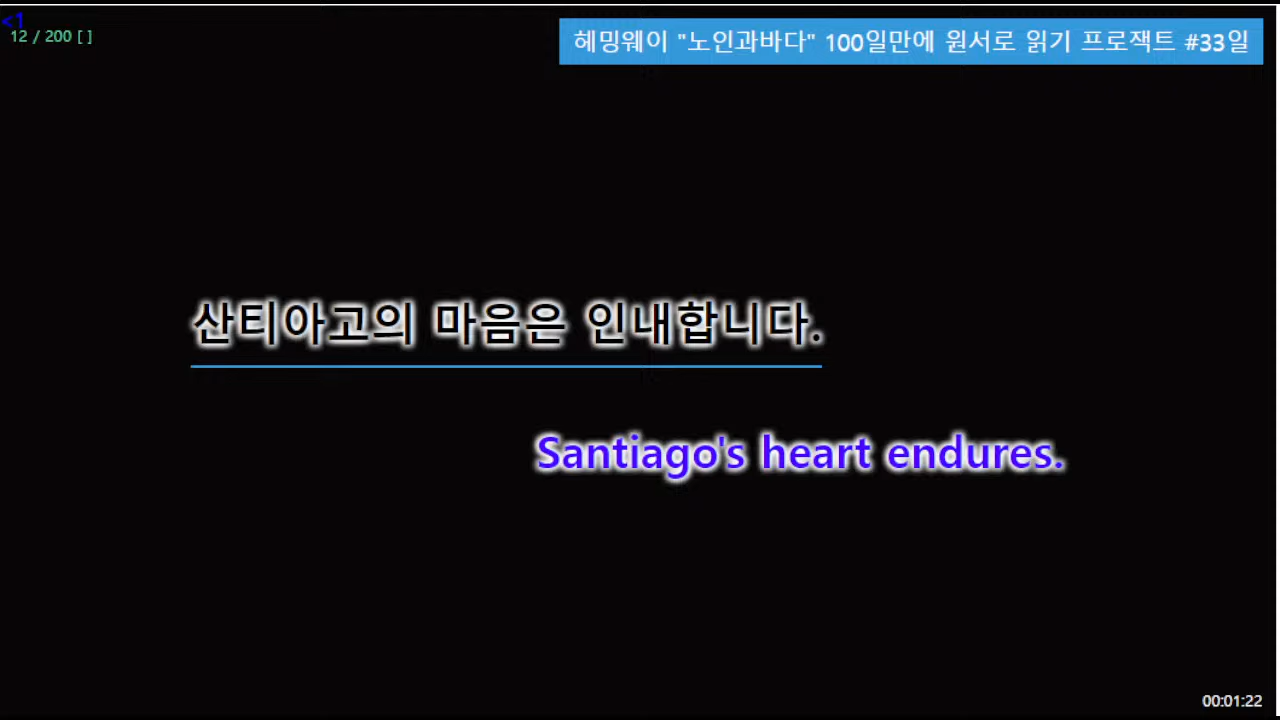 <1
12 / 200 [ ]
헤밍웨이 "노인과바다" 100일만에 원서로 읽기 프로잭트 #33일
산티아고의 마음은 인내합니다.
Santiago's heart endures.
00:01:22